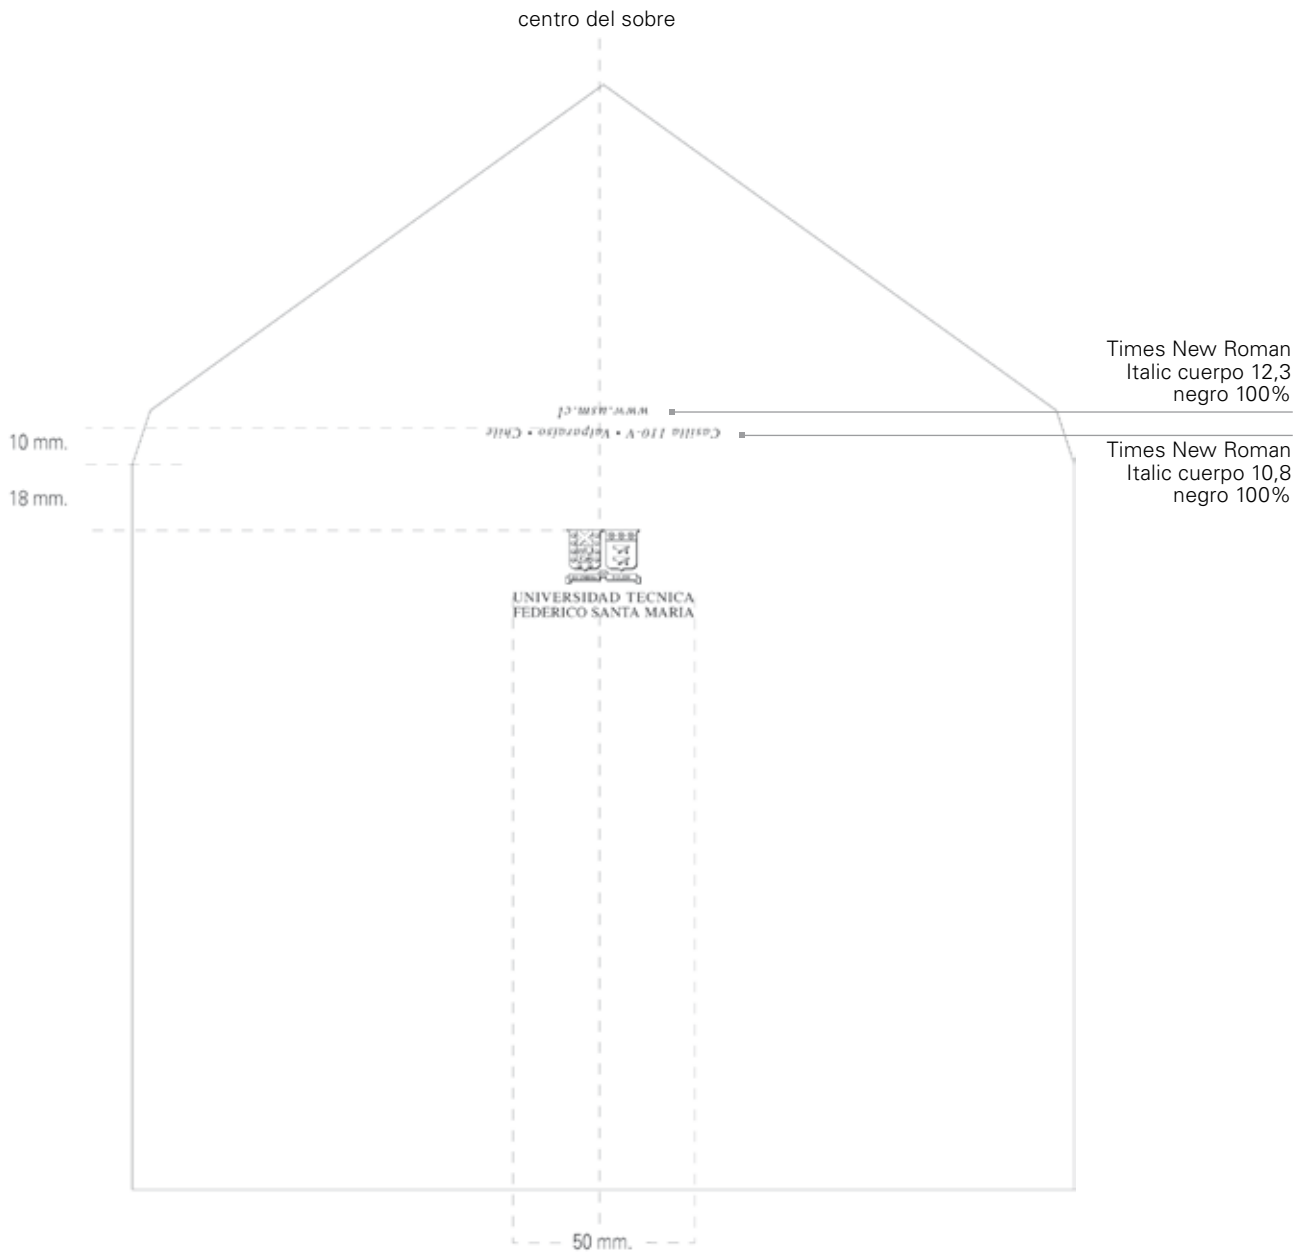 centro del sobre
Times New Roman
Italic cuerpo 12,3
negro 100%
www.usm.cl
Casilla 110-V • Valparaíso • Chile
10 mm.
Times New Roman
Italic cuerpo 10,8
negro 100%
18 mm.
UNIVERSIDAD TECNICA
FEDERICO SANTA MARIA
50 mm.